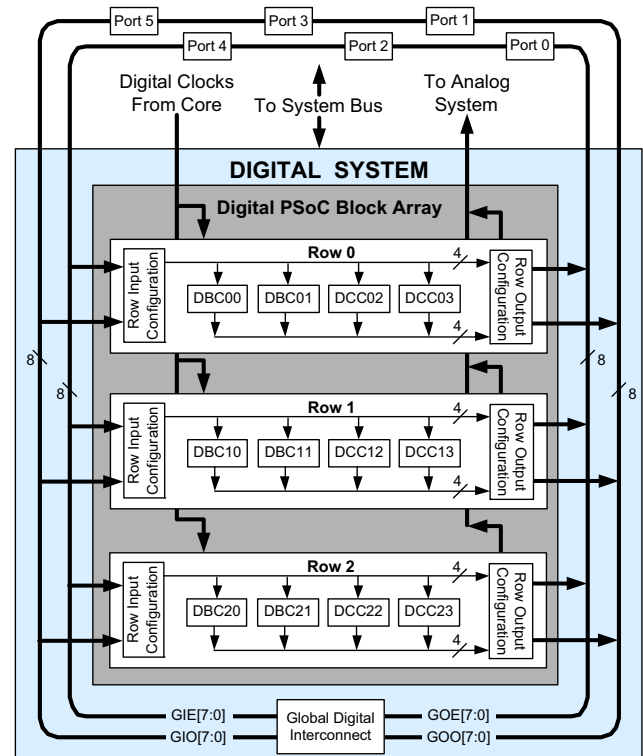 Port 5
Port 3
Port 1
Port 4
Port 2
Port 0
Digital Clocks
From Core
To System Bus
To Analog
System
DIGITAL SYSTEM
Digital PSoC Block Array
Row 0
Row Input
Configuration
4
DBC00
DBC01
DCC02
DCC03
4
Row Output
Configuration
8
8
8
8
Row 1
Row Input
Configuration
4
DBC10
DBC11
DCC12
DCC13
4
Row Output
Configuration
Row 2
Row Input
Configuration
4
DBC20
DBC21
DCC22
DCC23
4
Row Output
Configuration
GIE[7:0]
GIO[7:0]
Global Digital
Interconnect
GOE[7:0]
GOO[7:0]